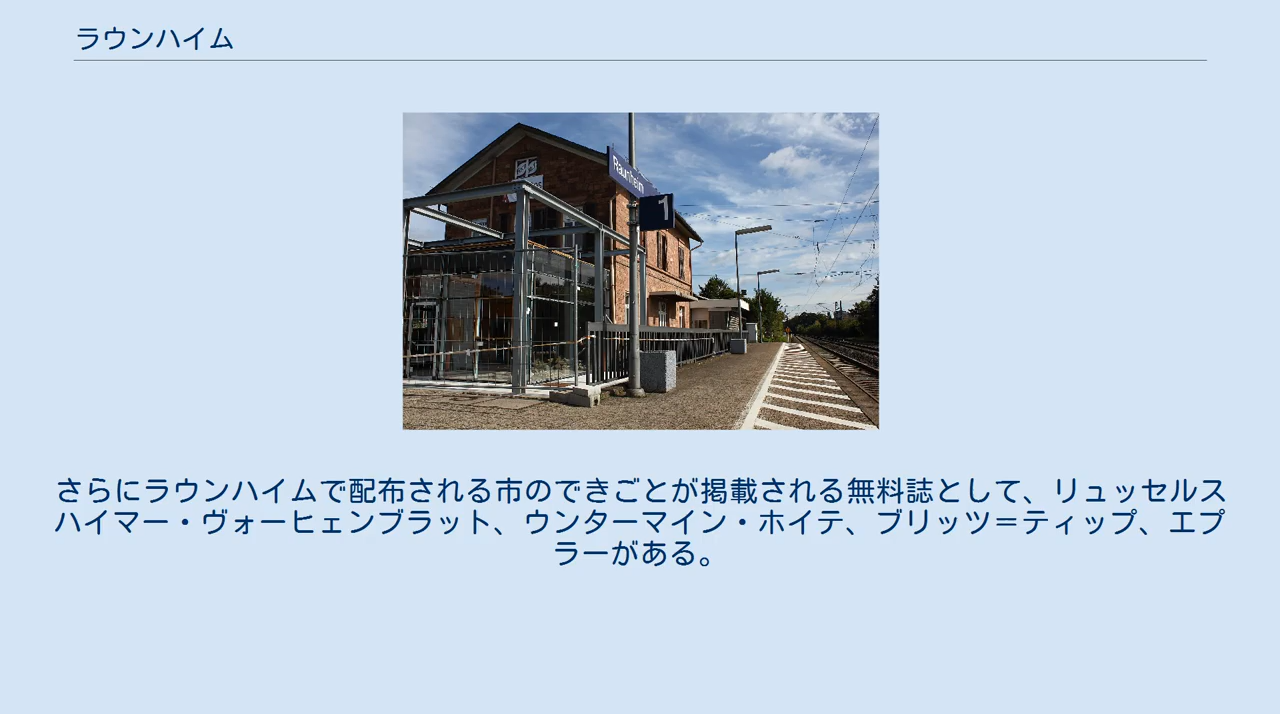 ラウンハイム
Raunheim
1
さらにラウンハイムで配布される市のできごとが掲載される無料誌として、リュッセルス
ハイマー・ヴォーヒェンブラット、ウンターマイン・ホイテ、ブリッツ＝ティップ、エプ
ラーがある。